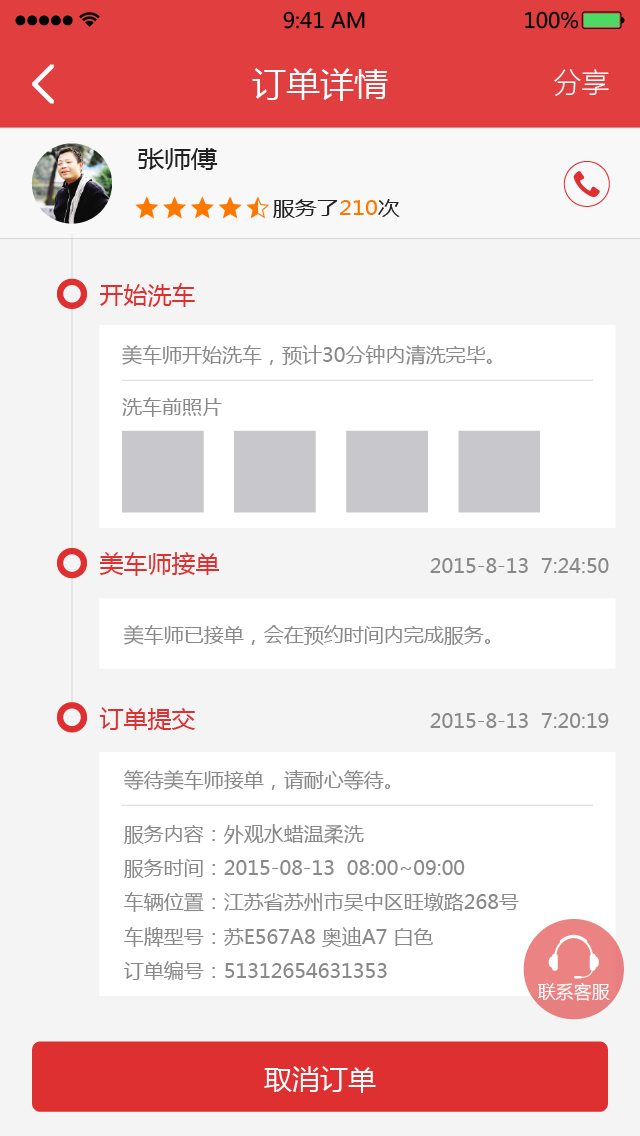 9:41 AM 100%
订单详情 分享
张师傅
服务了210次
开始洗车
美车师开始洗车，预计30分钟内清洗完毕。
洗车前照片
美车师接单 2015-8-13 7:24:50
美车师已接单，会在预约时间内完成服务。
订单提交 2015-8-13 7:20:19
等待美车师接单，请耐心等待。
服务内容：外观水蜡温柔洗
服务时间：2015-08-13 08:00~09:00
车辆位置：江苏省苏州市吴中区旺墩路268号
车牌型号：苏E567A8 奥迪A7 白色
订单编号：51312654631353
联系客服
取消订单